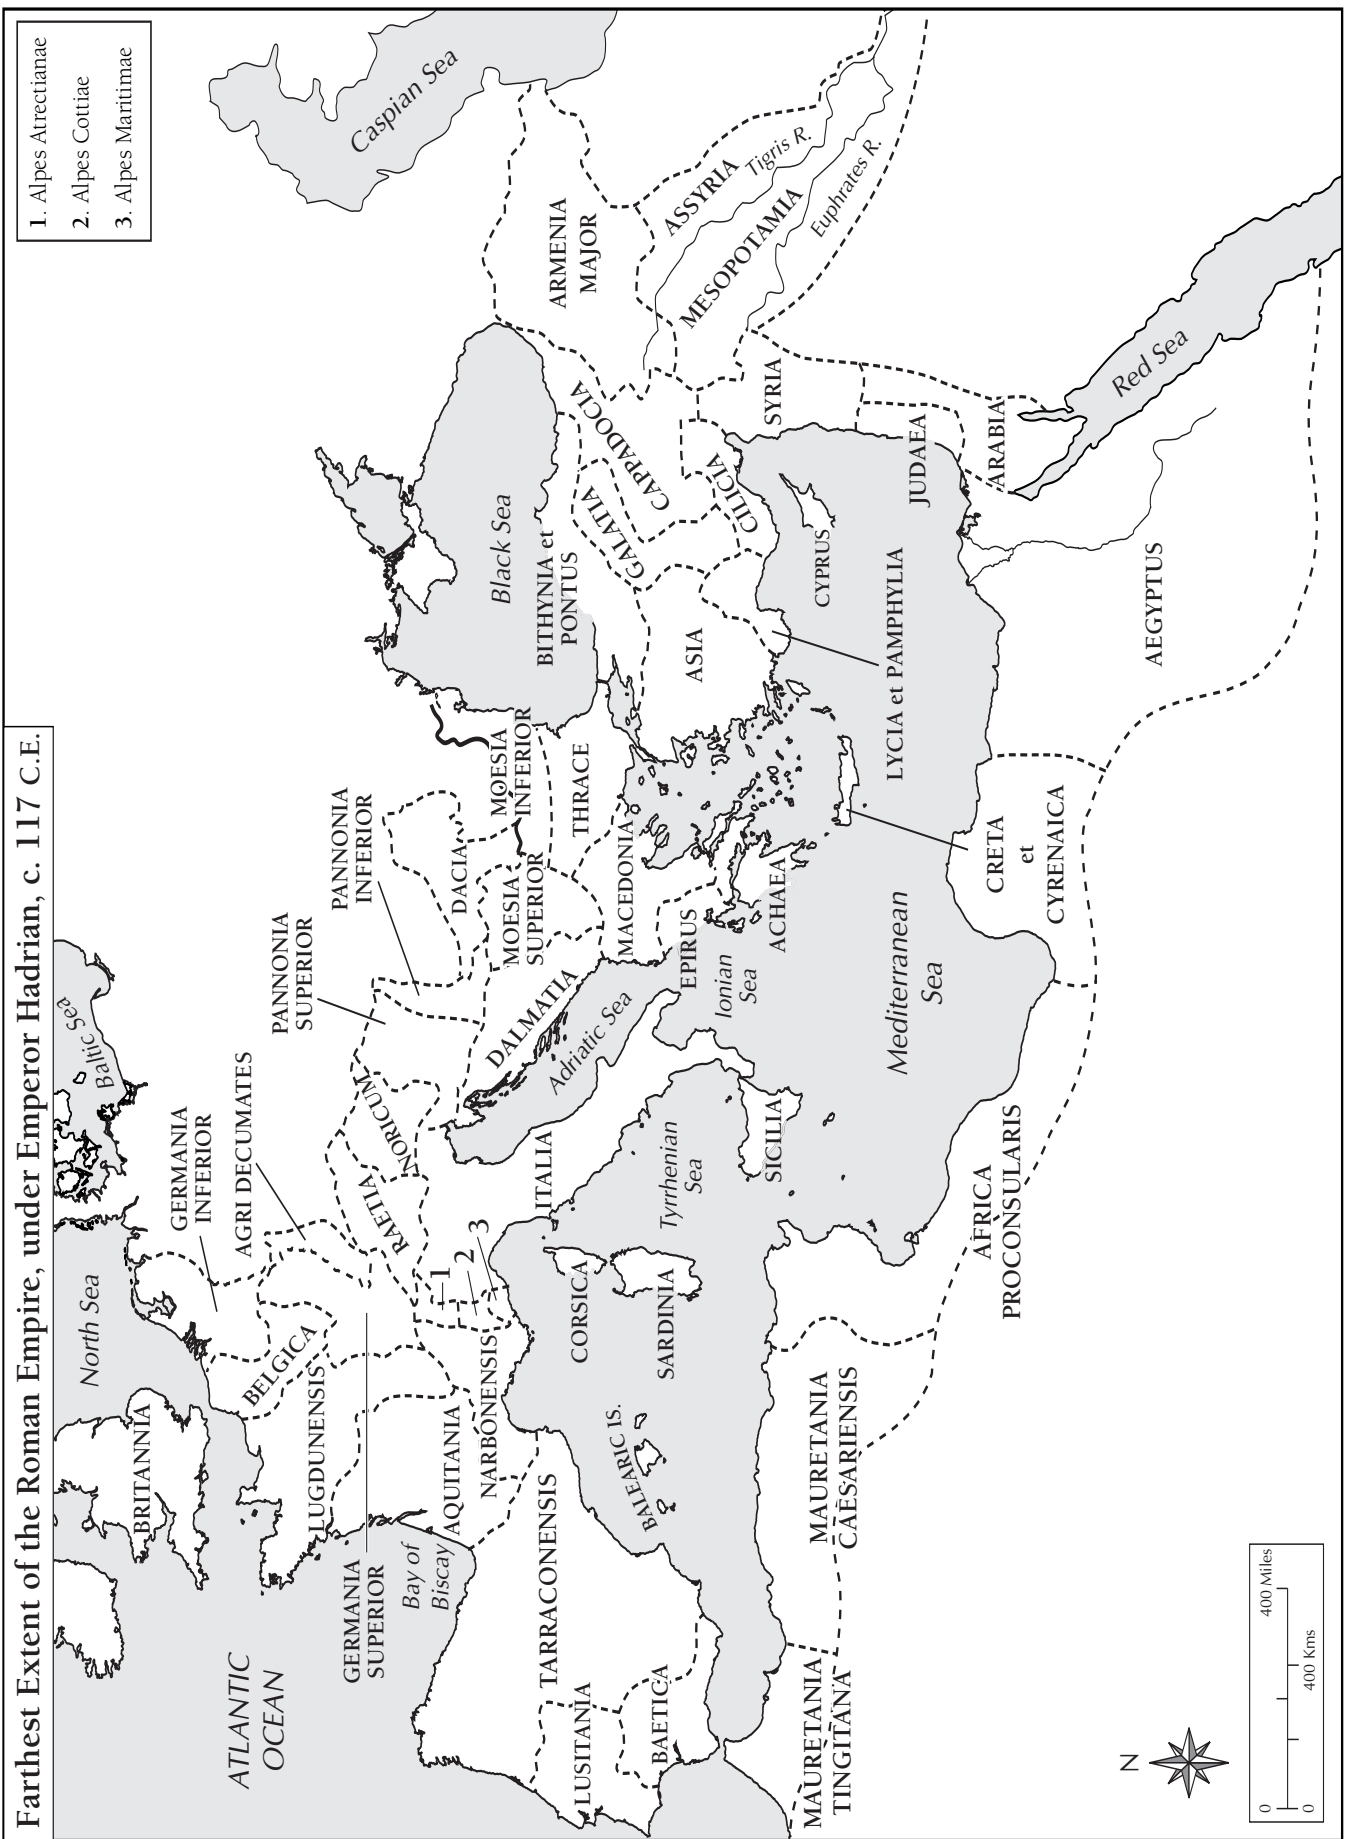 Farthest Extent of the Roman Empire, under Emperor Hadrian, c. 117 C.E.
1. Alpes Atrectianae
2. Alpes Cottiae
3. Alpes Maritimae
Caspian Sea
Baltic Sea
North Sea
ATLANTIC
OCEAN
BRITANNIA
GERMANIA
INFERIOR
AGRI DECUMATES
PANNONIA
SUPERIOR
PANNONIA
INFERIOR
BELGICA
LUGDUNENSIS
GERMANIA
SUPERIOR
Bay of
Biscay
AQUITANIA
NARBONENSIS
1
2
3
RAETIA
NORICUM
DACIA
MOESIA
SUPERIOR
MOESIA
INFERIOR
DALMATIA
Adriatic Sea
ITALIA
THRACE
MACEDONIA
EPIRUS
ACHAEA
Ionian
Sea
Black Sea
BITHYNIA et
PONTUS
GALATIA
CAPPADOCIA
ARMENIA
MAJOR
ASSYRIA
Tigris R.
MESOPOTAMIA
Euphrates R.
ASIA
CILICIA
SYRIA
CYPRUS
LYCIA et PAMPHYLIA
JUDAEA
ARABIA
Red Sea
AEGYPTUS
CRETA
et
CYRENAICA
Mediterranean
Sea
Tyrrhenian
Sea
SICILIA
CORSICA
SARDINIA
BALEARIC IS.
TARRACONENSIS
LUSITANIA
BAETICA
AFRICA
PROCONSULARIS
MAURETANIA
CAESARIENSIS
MAURETANIA
TINGITANA
N
0
400 Miles
0
400 Kms